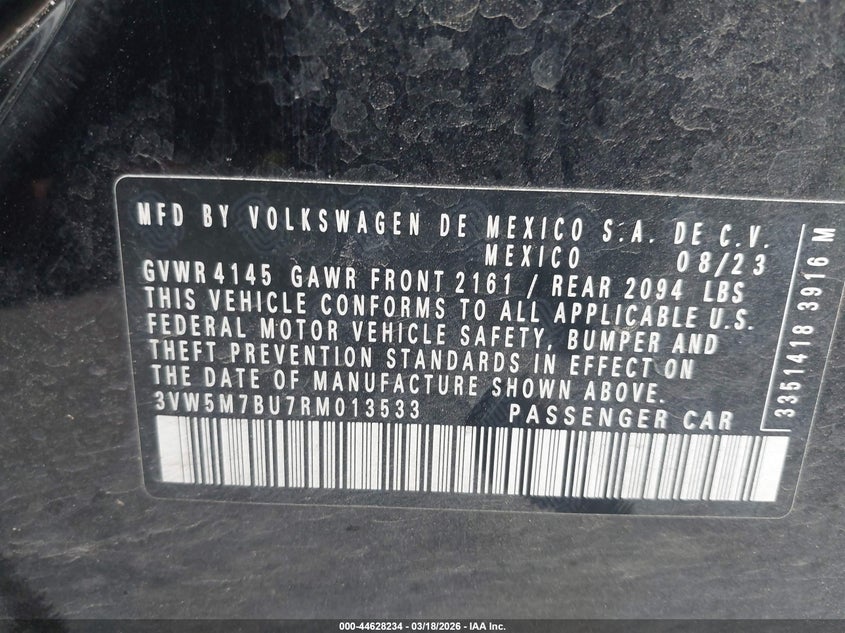 MFD BY VOLKSWAGEN DE MEXICO S.A. DE C.V.
MEXICO 08/23
GVWR 4145 GAWR FRONT 2161 / REAR 2094 LBS
THIS VEHICLE CONFORMS TO ALL APPLICABLE U.S.
FEDERAL MOTOR VEHICLE SAFETY, BUMPER AND
THEFT PREVENTION STANDARDS IN EFFECT ON
THE DATE OF MANUFACTURE SHOWN ABOVE.
3VW5M7BU7RM013533 PASSENGER CAR
3351418 3916 M
000-44628234 - 03/18/2026 - IAA Inc.